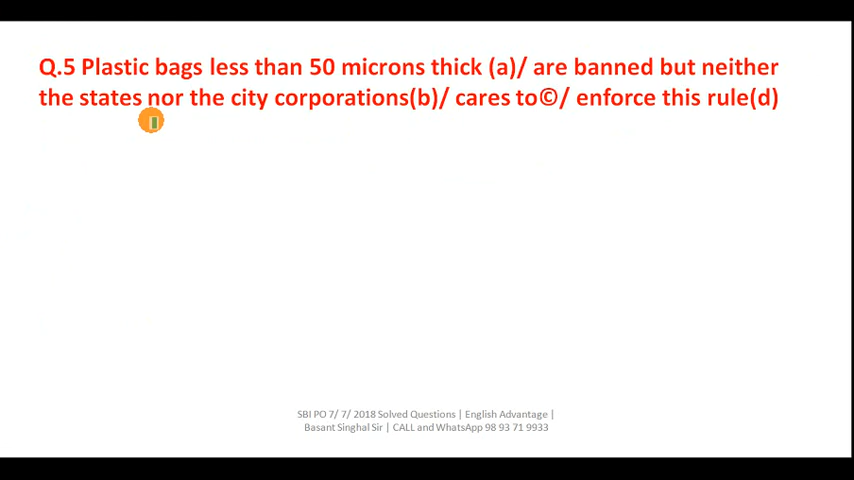 Q.5 Plastic bags less than 50 microns thick (a)/ are banned but neither
the states nor the city corporations(b)/ cares to©/ enforce this rule(d)
SBI PO 7/ 7/ 2018 Solved Questions | English Advantage |
Basant Singhal Sir | CALL and WhatsApp 98 93 71 9933